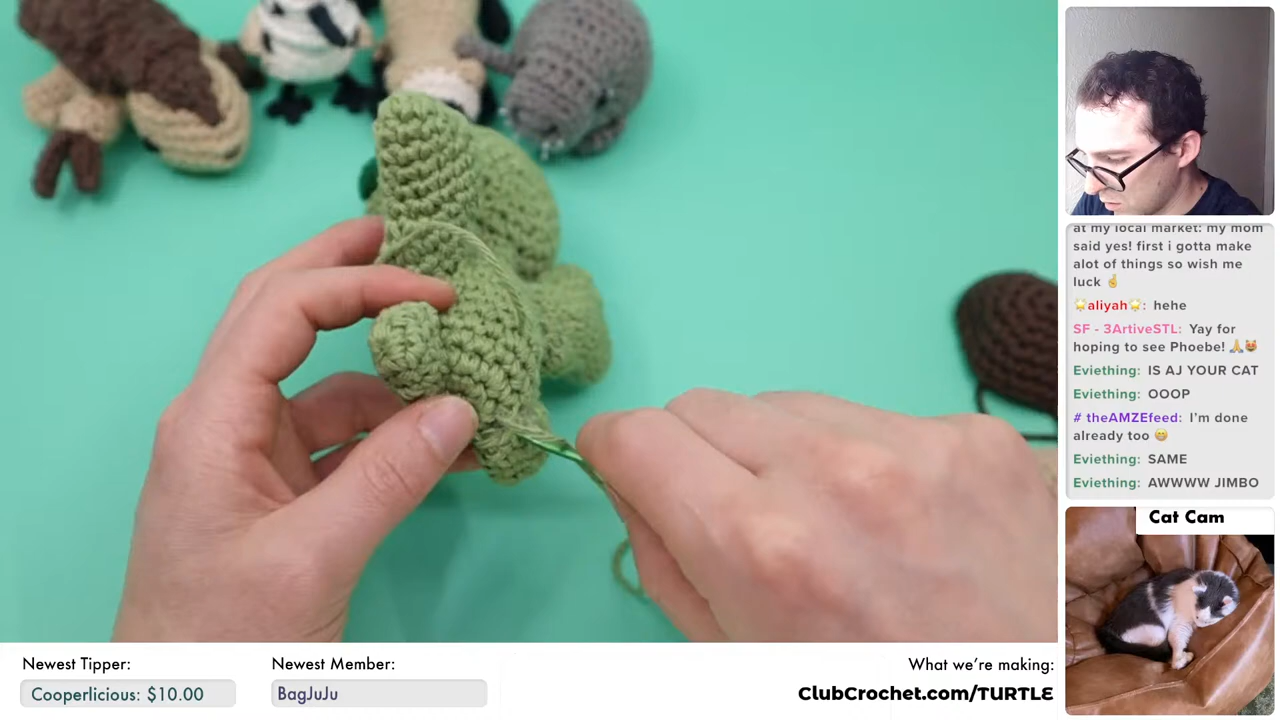 at my local market: my mom
said yes! first i gotta make
alot of things so wish me
luck 🤞
🌟aliyah🌟: hehe
SF - 3ArtiveSTL: Yay for
hoping to see Phoebe! 🙏😻
Eviething: IS AJ YOUR CAT
Eviething: OOOP
# theAMZEfeed: I’m done
already too 😁
Eviething: SAME
Eviething: AWWWW JIMBO
Cat Cam
Newest Tipper:
Cooperlicious: $10.00
Newest Member:
BagJuJu
What we’re making:
ClubCrochet.com/TURTLE